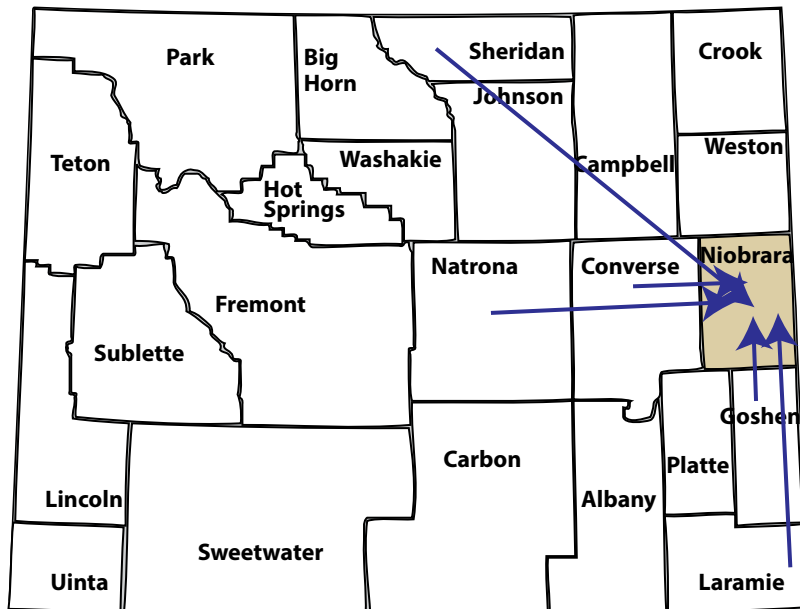 Park
Big
Horn
Sheridan
Crook
Johnson
Teton
Washakie
Campbell
Weston
Hot
Springs
Natrona
Converse
Niobrara
Fremont
Sublette
Goshen
Carbon
Platte
Lincoln
Albany
Sweetwater
Uinta
Laramie